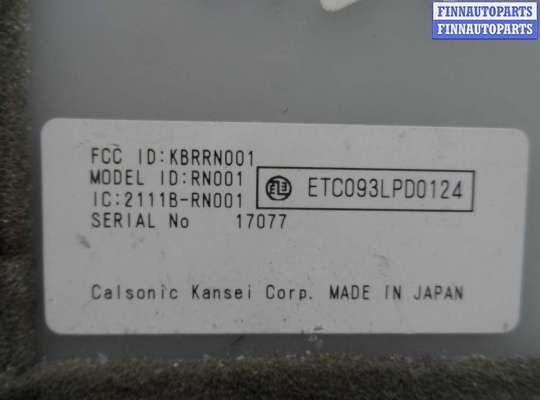 FINNAUTOPARTS
FINNAUTOPARTS
FCC ID:KBRRN001
MODEL ID:RN001
IC:2111B-RN001
ETC093LPD0124
SERIAL No 17077
Calsonic Kansei Corp. MADE IN JAPAN